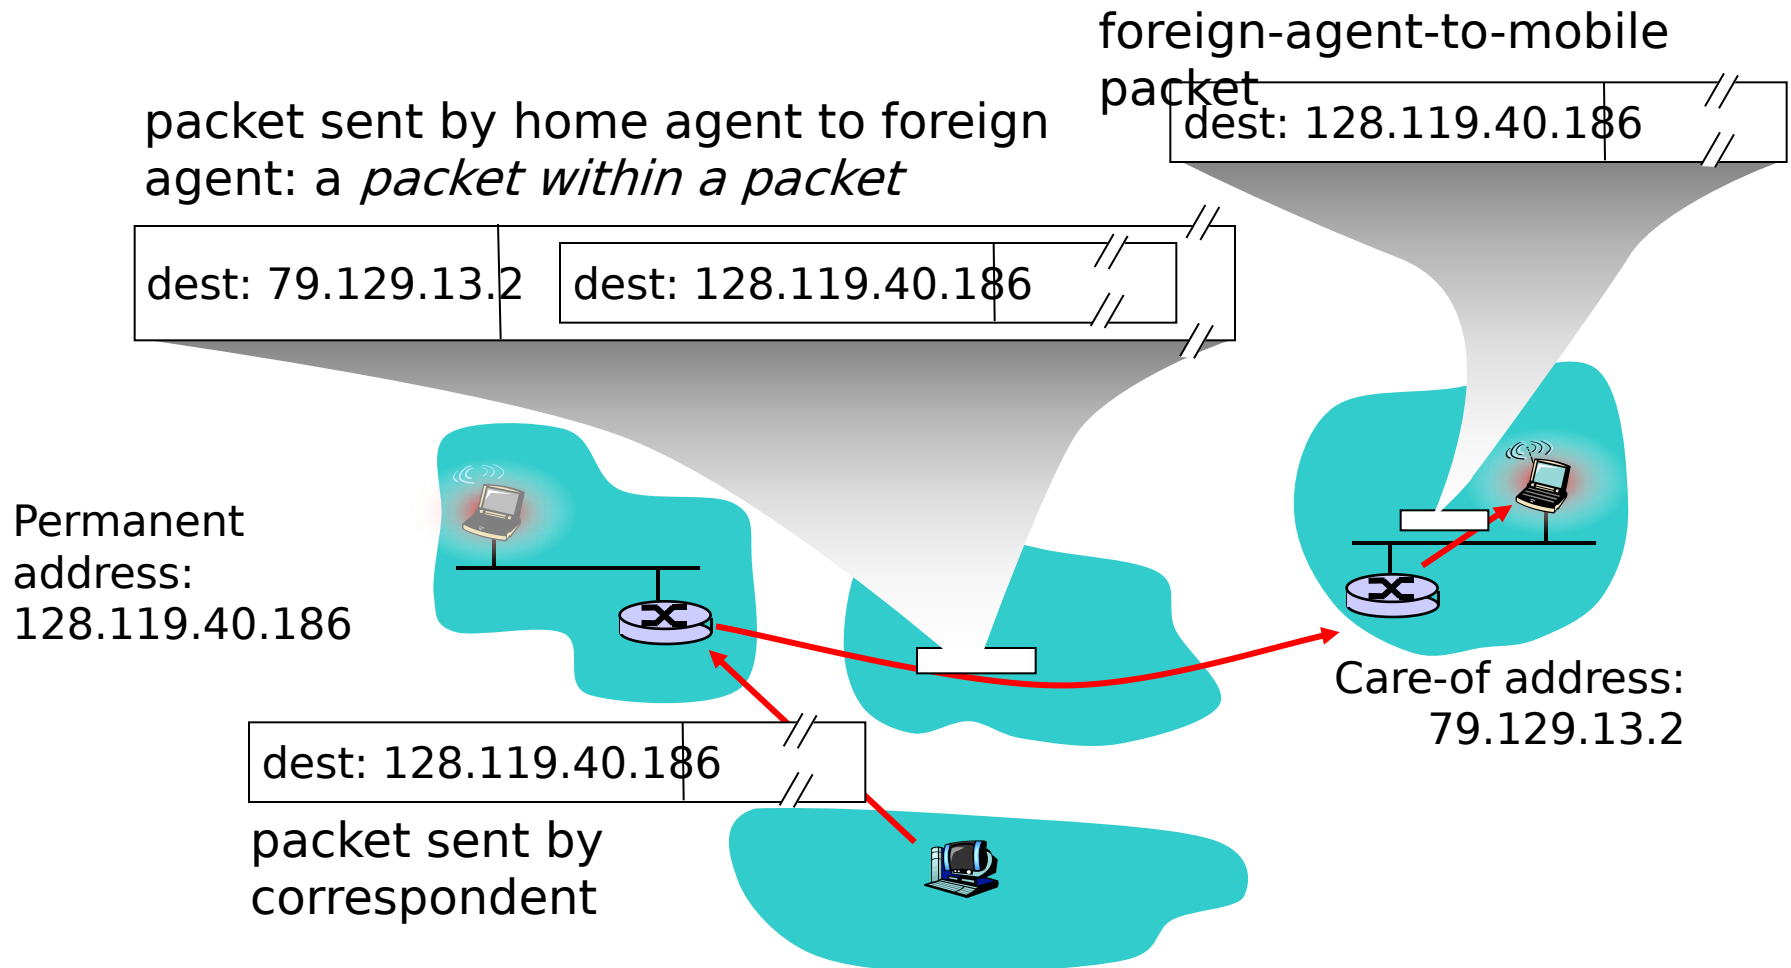 foreign-agent-to-mobile
packet
dest: 128.119.40.186
packet sent by home agent to foreign
agent: a packet within a packet
dest: 79.129.13.2
dest: 128.119.40.186
Permanent
address:
128.119.40.186
Care-of address:
79.129.13.2
dest: 128.119.40.186
packet sent by
correspondent